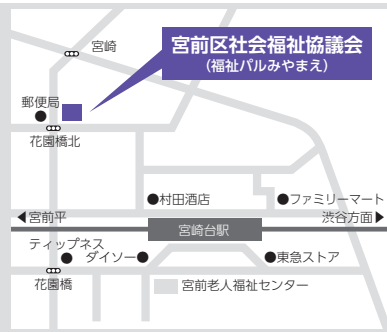 宮崎
宮前区社会福祉協議会
(福祉パルみやまえ)
郵便局
花園橋北
●村田酒店
●ファミリーマート
◀宮前平
渋谷方面▶
宮崎台駅
ティップネス
ダイソー●
●東急ストア
花園橋
宮前老人福祉センター